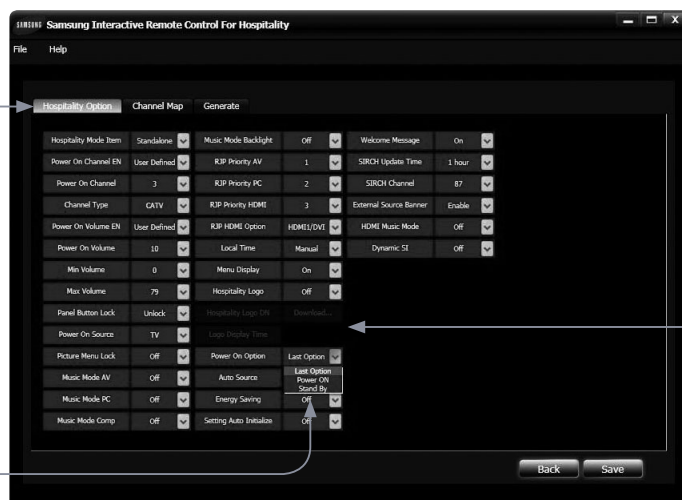 SAMSUNG Samsung Interactive Remote Control For Hospitality
File Help
Hospitality Option Channel Map Generate
Hospitality Mode Item Standalone Music Mode Backlight Off Welcome Message On
Power On Channel EN User Defined RJP Priority AV 1 SIRCH Update Time 1 hour
Power On Channel 3 RJP Priority PC 2 SIRCH Channel 87
Channel Type CATV RJP Priority HDMI 3 External Source Banner Enable
Power On Volume EN User Defined RJP HDMI Option HDMI1/DVI HDMI Music Mode Off
Power On Volume 10 Local Time Manual Dynamic SI Off
Min Volume 0 Menu Display On
Max Volume 79 Hospitality Logo Off
Panel Button Lock Unlock Hospitality Logo DN Download...
Power On Source TV Logo Display Time
Picture Menu Lock Off Power On Option Last Option
Last Option
Music Mode AV Off Auto Source Power ON
Stand By
Music Mode PC Off Energy Saving Off
Music Mode Comp Off Setting Auto Initialize Off
Back Save